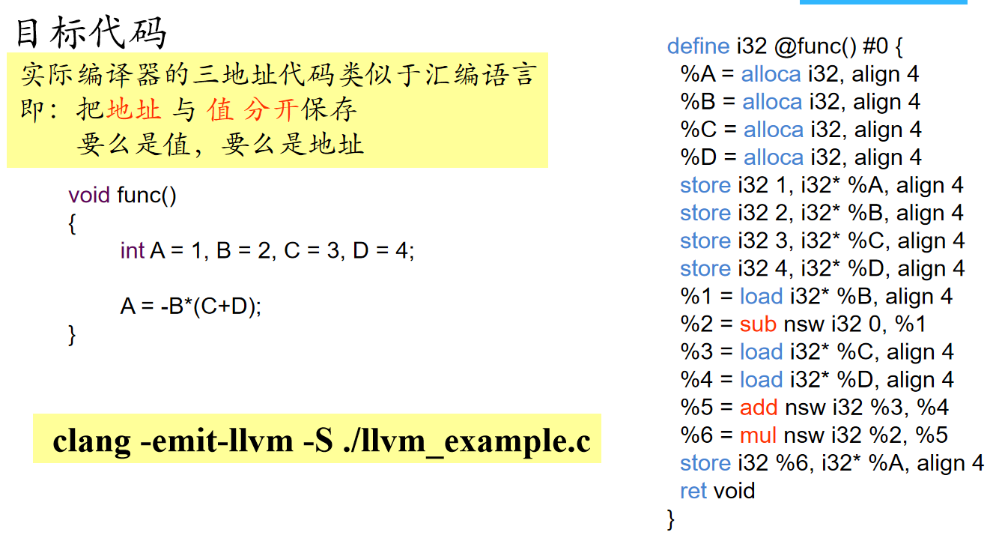 目标代码
实际编译器的三地址代码类似于汇编语言
即：把地址 与 值 分开保存
要么是值，要么是地址
void func()
{
int A = 1, B = 2, C = 3, D = 4;
A = -B*(C+D);
}
clang -emit-llvm -S ./llvm_example.c
define i32 @func() #0 {
%A = alloca i32, align 4
%B = alloca i32, align 4
%C = alloca i32, align 4
%D = alloca i32, align 4
store i32 1, i32* %A, align 4
store i32 2, i32* %B, align 4
store i32 3, i32* %C, align 4
store i32 4, i32* %D, align 4
%1 = load i32* %B, align 4
%2 = sub nsw i32 0, %1
%3 = load i32* %C, align 4
%4 = load i32* %D, align 4
%5 = add nsw i32 %3, %4
%6 = mul nsw i32 %2, %5
store i32 %6, i32* %A, align 4
ret void
}